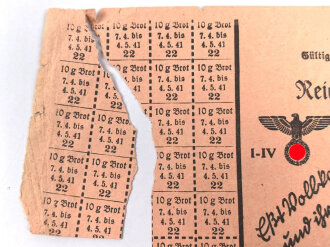 10 g Brot 10 g Brot 10 g Brot 10 g Brot
7. 4. bis 7. 4. bis 7. 4. bis 7. 4. bis
4. 5. 41 4. 5. 41 4. 5. 41 4. 5. 41
22 22 22 22
10 g Brot 10 g Brot 10 g Brot 10 g Brot
7. 4. bis 7. 4. bis 7. 4. bis 7. 4. bis
4. 5. 41 4. 5. 41 4. 5. 41 4. 5. 41
22 22 22 22
10 g Brot 10 g Brot 10 g Brot 10 g Brot
7. 4. bis 7. 4. bis 7. 4. bis 7. 4. bis
4. 5. 41 4. 5. 41 4. 5. 41 4. 5. 41
22 22 22 22
10 g Brot 10 g Brot 10 g Brot 10 g Brot
7. 4. bis 7. 4. bis 7. 4. bis 7. 4. bis
4. 5. 41 4. 5. 41 4. 5. 41 4. 5. 41
22 22 22 22
10 g Brot 10 g Brot 10 g Brot 10 g Brot
7. 4. bis 7. 4. bis 7. 4. bis 7. 4. bis
4. 5. 41 4. 5. 41 4. 5. 41
22 22 22
Gültig
Rei
I-IV
Eßt Vollko
und ih